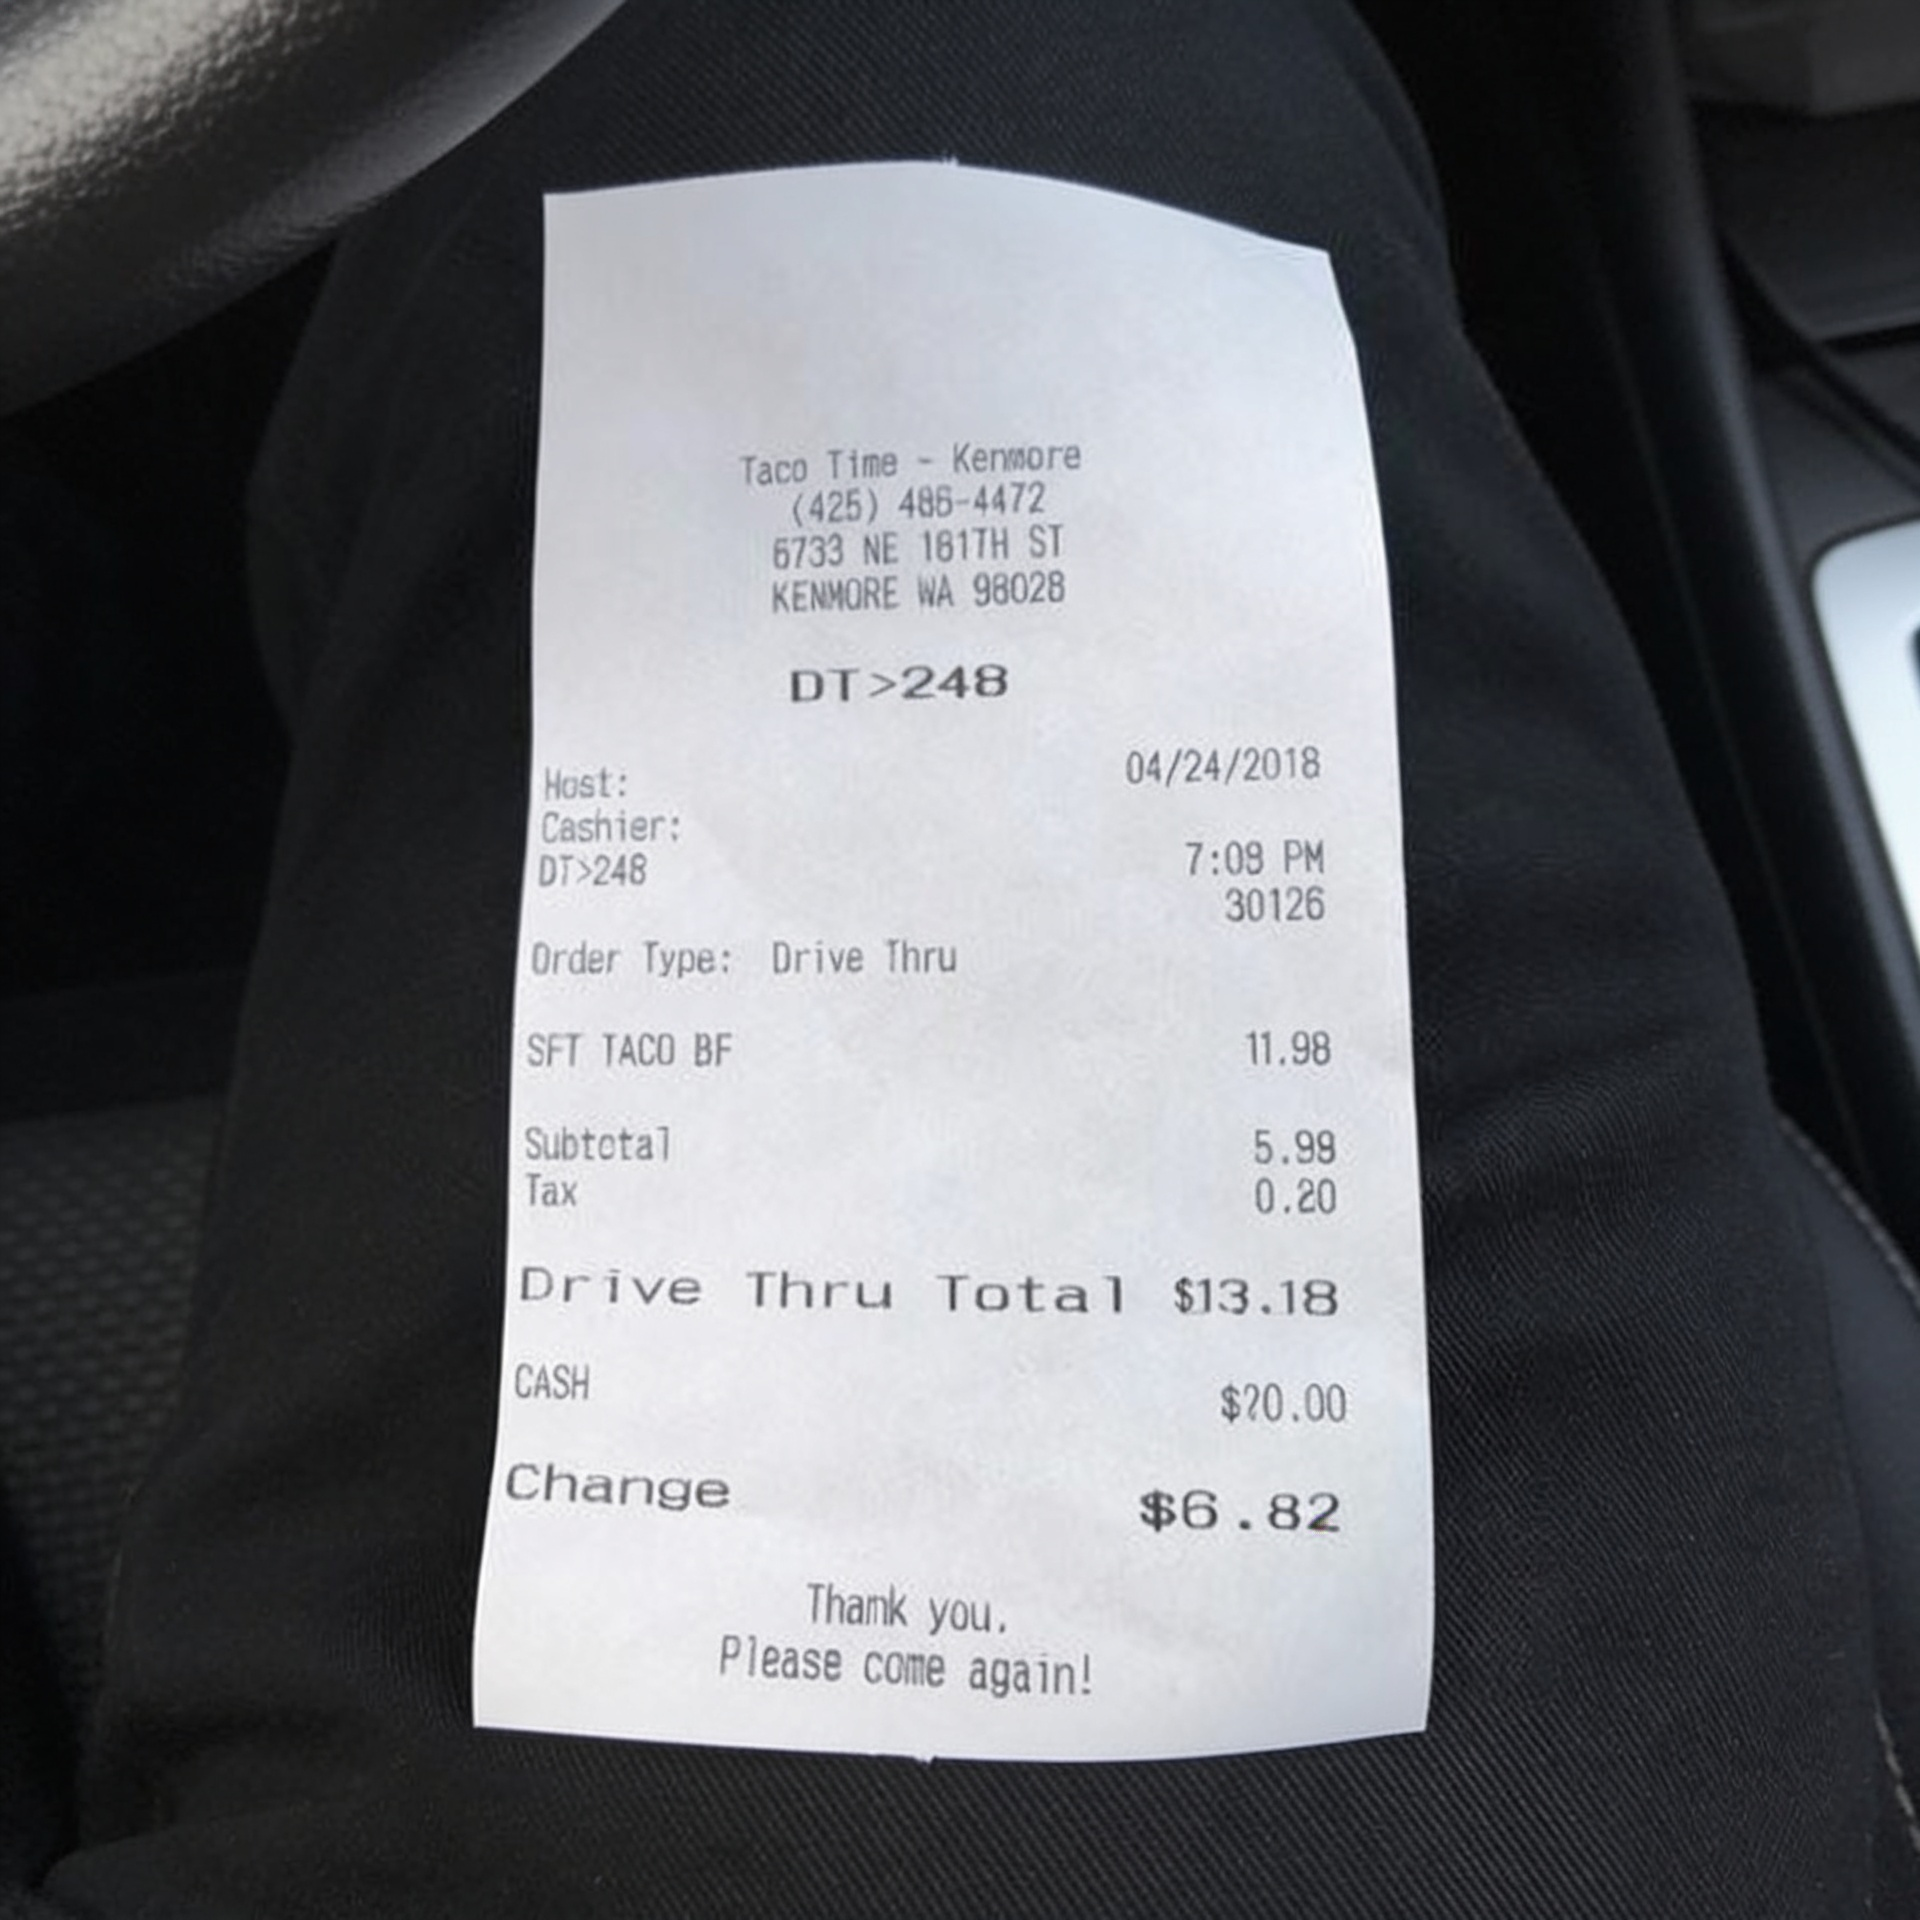 Taco Time - Kenmore
(425) 486-4472
6733 NE 181TH ST
KENMORE WA 98028
DT>248
Host: 04/24/2018
Cashier:
DT>248 7:09 PM
30126
Order Type: Drive Thru
SFT TACO BF 11.98
Subtotal 5.99
Tax 0.20
Drive Thru Total $13.18
CASH $20.00
Change $6.82
Thank you.
Please come again!